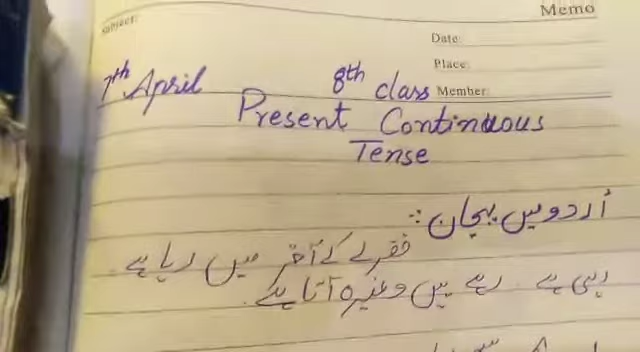 Memo
Subject:
Date:
Place:
7th April 8th class Member:
Present Continuous
Tense
اُردو میں پہچان :
فقرے کے آخر میں رہا ہے
رہی ہے رہے ہیں وغیرہ آتا ہے۔